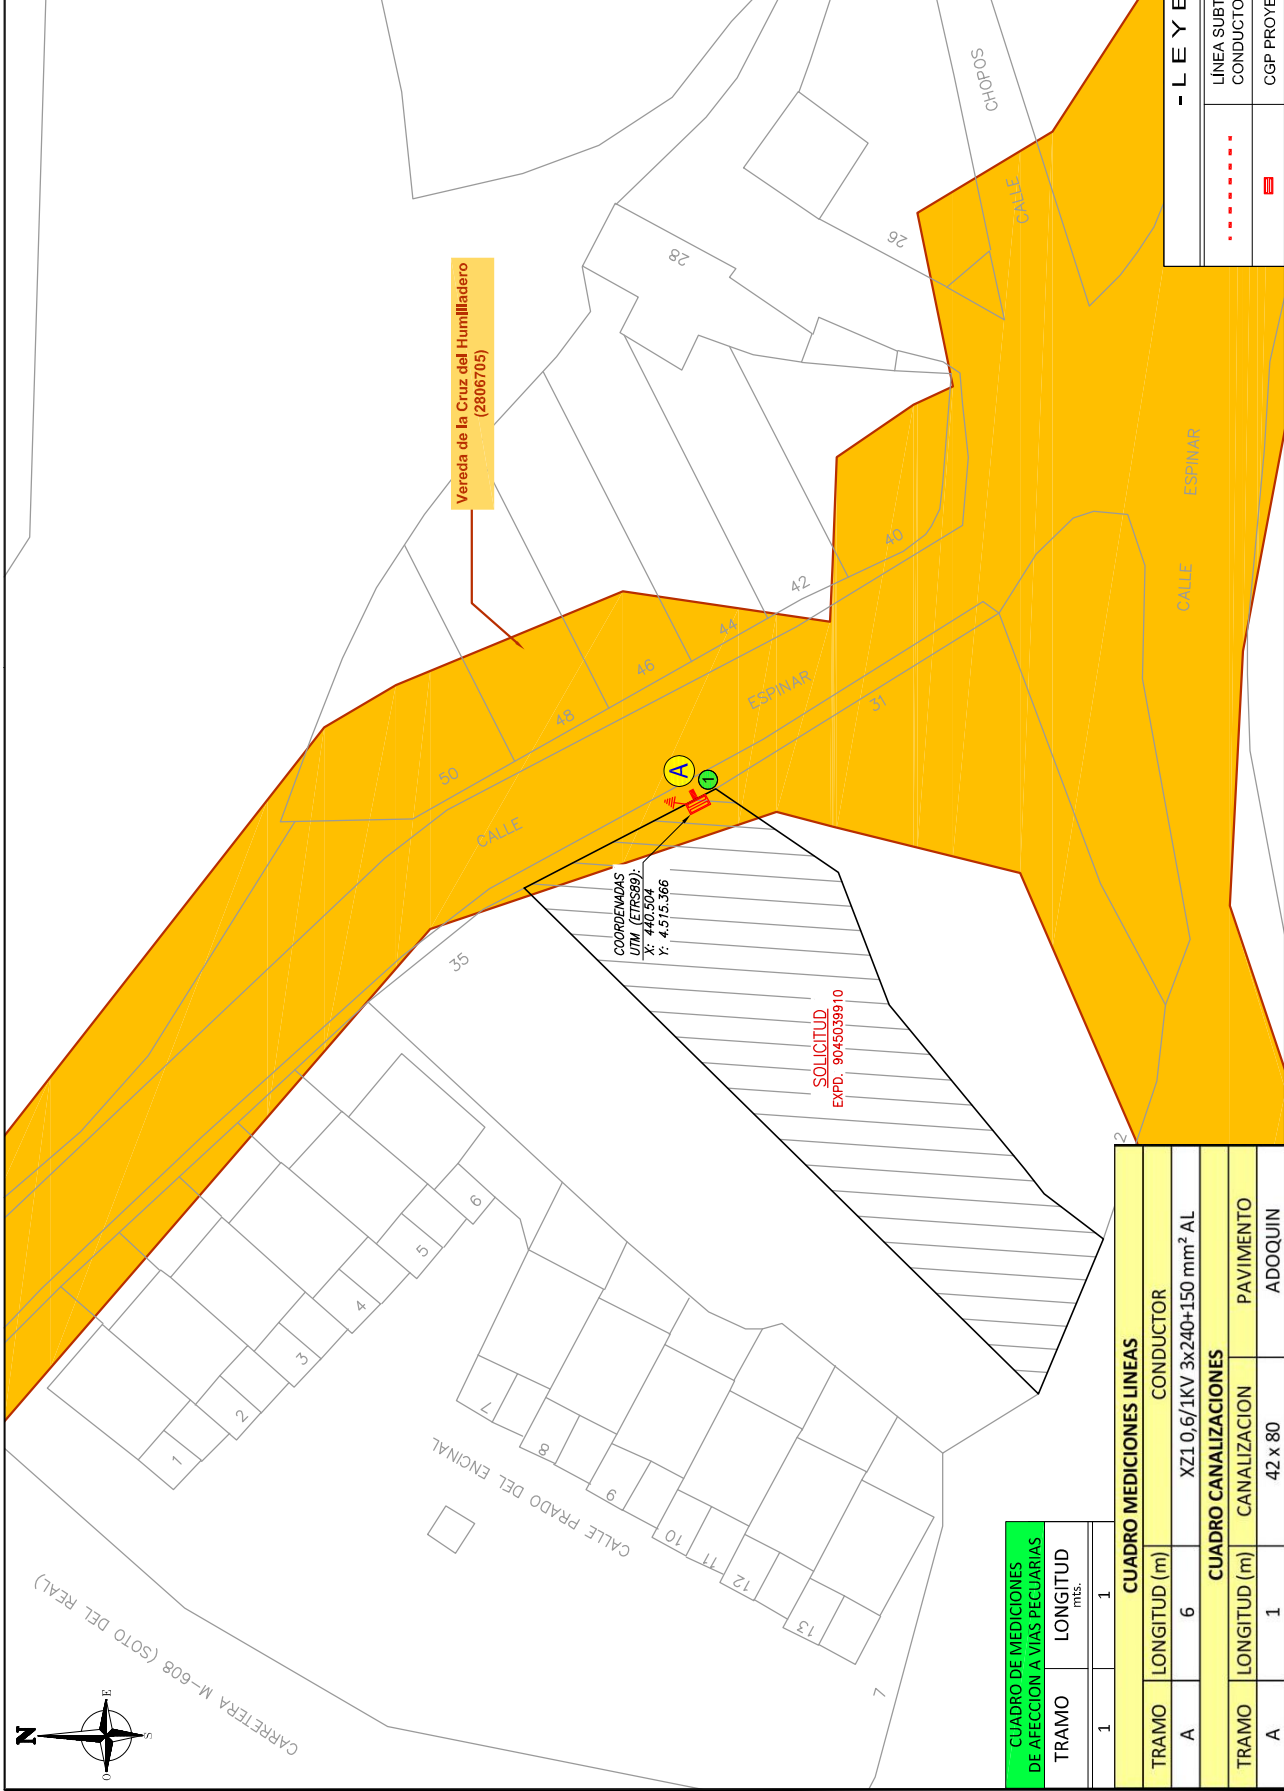 N
E
S
O
CARRETERA M-608 (SOTO DEL REAL)
CALLE PRADO DEL ENCINAL
1
2
3
4
5
6
7
8
9
10
11
12
13
7
35
50
48
46
44
42
40
31
28
26
2
CALLE
ESPINAR
CALLE
ESPINAR
CALLE
CHOPOS
Vereda de la Cruz del Humilladero
(2806705)
A
1
COORDENADAS
UTM (ETRS89):
X: 440.504
Y: 4.515.366
SOLICITUD
EXPD. 9045039910
- L E Y E
LÍNEA SUBT
CONDUCTO
CGP PROYE
CUADRO DE MEDICIONES
DE AFECCION A VIAS PECUARIAS
TRAMO LONGITUD
mts.
1 1
CUADRO MEDICIONES LINEAS
TRAMO LONGITUD (m) CONDUCTOR
A 6 XZ1 0,6/1KV 3x240+150 mm² AL
CUADRO CANALIZACIONES
TRAMO LONGITUD (m) CANALIZACION PAVIMENTO
A 1 42 x 80 ADOQUIN